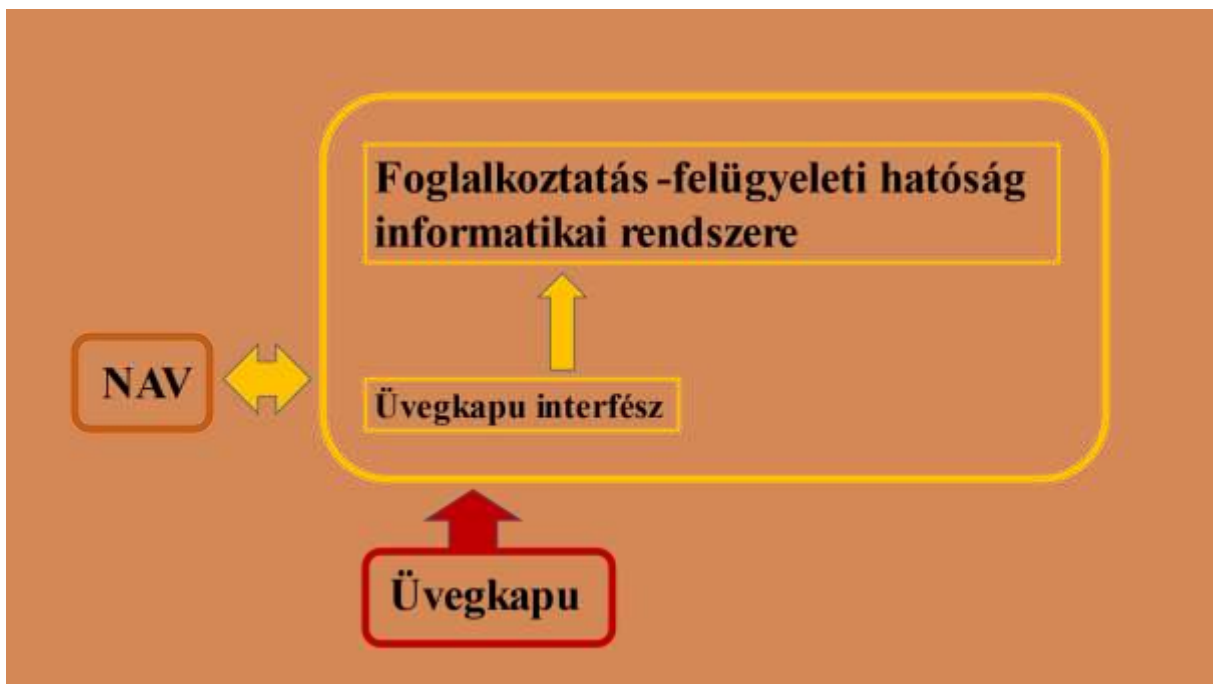 Foglalkoztatás -felügyeleti hatóság
informatikai rendszere
NAV
Üvegkapu interfész
Üvegkapu